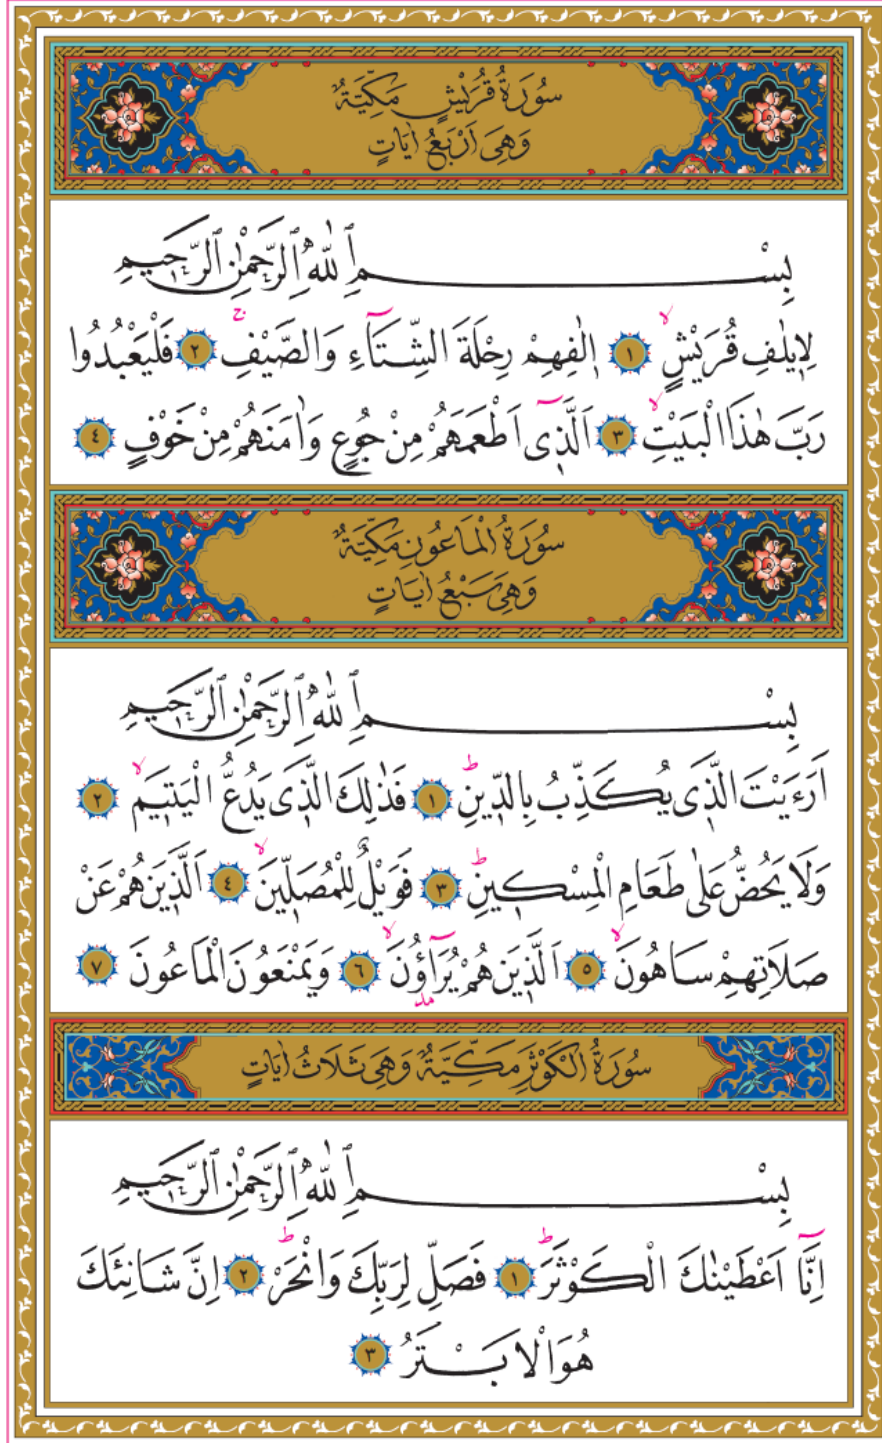 سُورَةُ قُرَيْشٍ مَكِّيَّةٌ
وَهِىَ اَرْبَعُ اٰيَاتٍ
بِسْمِ اللّٰهِ الرَّحْمٰنِ الرَّحِيمِ
لِاٖيلٰفِ قُرَيْشٍۙ ﴿١﴾ اٖلٰفِهِمْ رِحْلَةَ الشِّتَٓاءِ وَالصَّيْفِۚ ﴿٢﴾ فَلْيَعْبُدُوا
رَبَّ هٰذَا الْبَيْتِۙ ﴿٣﴾ اَلَّذٖٓى اَطْعَمَهُمْ مِنْ جُوعٍ وَاٰمَنَهُمْ مِنْ خَوْفٍ ﴿٤﴾
سُورَةُ الْمَاعُونِ مَكِّيَّةٌ
وَهِىَ سَبْعُ اٰيَاتٍ
بِسْمِ اللّٰهِ الرَّحْمٰنِ الرَّحِيمِ
اَرَءَيْتَ الَّذٖى يُكَذِّبُ بِالدّٖينِؕ ﴿١﴾ فَذٰلِكَ الَّذٖى يَدُعُّ الْيَتٖيمَۙ ﴿٢﴾
وَلَا يَحُضُّ عَلٰى طَعَامِ الْمِسْكٖينِؕ ﴿٣﴾ فَوَيْلٌ لِلْمُصَلّٖينَۙ ﴿٤﴾ اَلَّذٖينَ هُمْ عَنْ
صَلَاتِهِمْ سَاهُونَۙ ﴿٥﴾ اَلَّذٖينَ هُمْ يُرَٓاؤُ۫نَۙ ﴿٦﴾ وَيَمْنَعُونَ الْمَاعُونَ ﴿٧﴾
مد
سُورَةُ الْكَوْثَرِ مَكِّيَّةٌ وَهِىَ ثَلَاثُ اٰيَاتٍ
بِسْمِ اللّٰهِ الرَّحْمٰنِ الرَّحِيمِ
اِنَّٓا اَعْطَيْنٰكَ الْكَوْثَرَؕ ﴿١﴾ فَصَلِّ لِرَبِّكَ وَانْحَرْؕ ﴿٢﴾ اِنَّ شَانِئَكَ
هُوَ الْاَبْتَرُ ﴿٣﴾